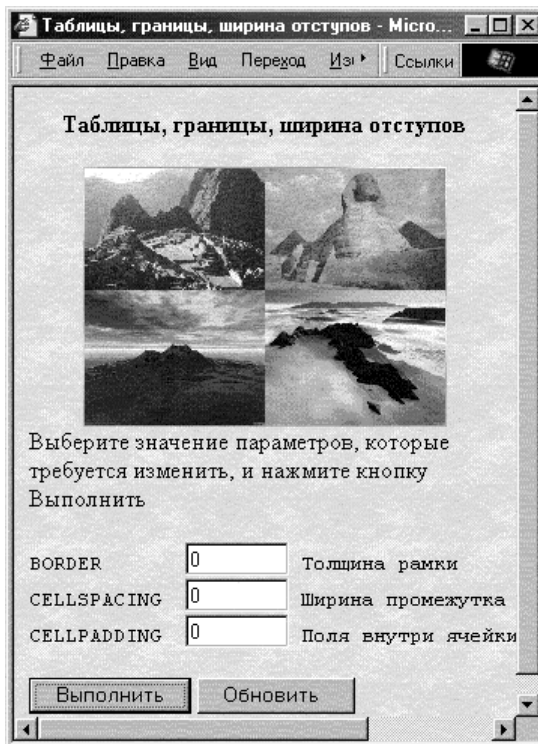 Таблицы, границы, ширина отступов - Micro...
Файл Правка Вид Переход Ссылки
Таблицы, границы, ширина отступов
Выберите значение параметров, которые
требуется изменить, и нажмите кнопку
Выполнить
BORDER 0 Толщина рамки
CELLSPACING 0 Ширина промежутка
CELLPADDING 0 Поля внутри ячейки
Выполнить Обновить